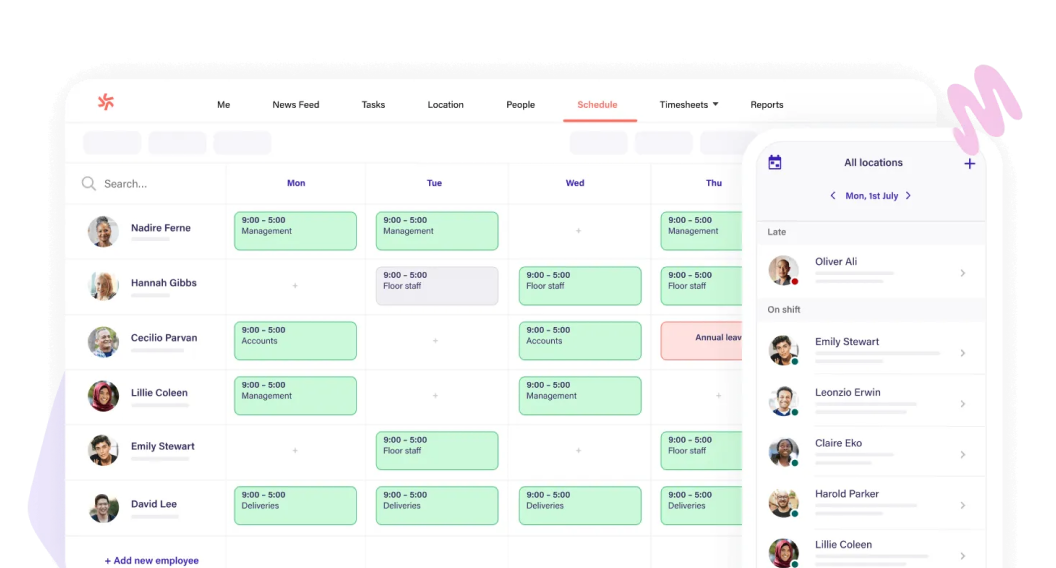 Me News Feed Tasks Location People Schedule Timesheets Reports
Search... Mon Tue Wed Thu
Nadire Ferne
9:00 – 5:00 Management
9:00 – 5:00 Management
+
9:00 – 5:00 Management
Hannah Gibbs
+
9:00 – 5:00 Floor staff
9:00 – 5:00 Floor staff
9:00 – 5:00 Floor staff
Cecilio Parvan
9:00 – 5:00 Accounts
+
9:00 – 5:00 Accounts
Annual leav
Lillie Coleen
9:00 – 5:00 Management
+
9:00 – 5:00 Management
+
Emily Stewart
+
9:00 – 5:00 Floor staff
+
9:00 – 5:00 Floor staff
David Lee
9:00 – 5:00 Deliveries
9:00 – 5:00 Deliveries
9:00 – 5:00 Deliveries
9:00 – 5:00 Deliveries
+ Add new employee
All locations +
Mon, 1st July
Late
Oliver Ali
On shift
Emily Stewart
Leonzio Erwin
Claire Eko
Harold Parker
Lillie Coleen